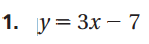 1. y = 3x − 7